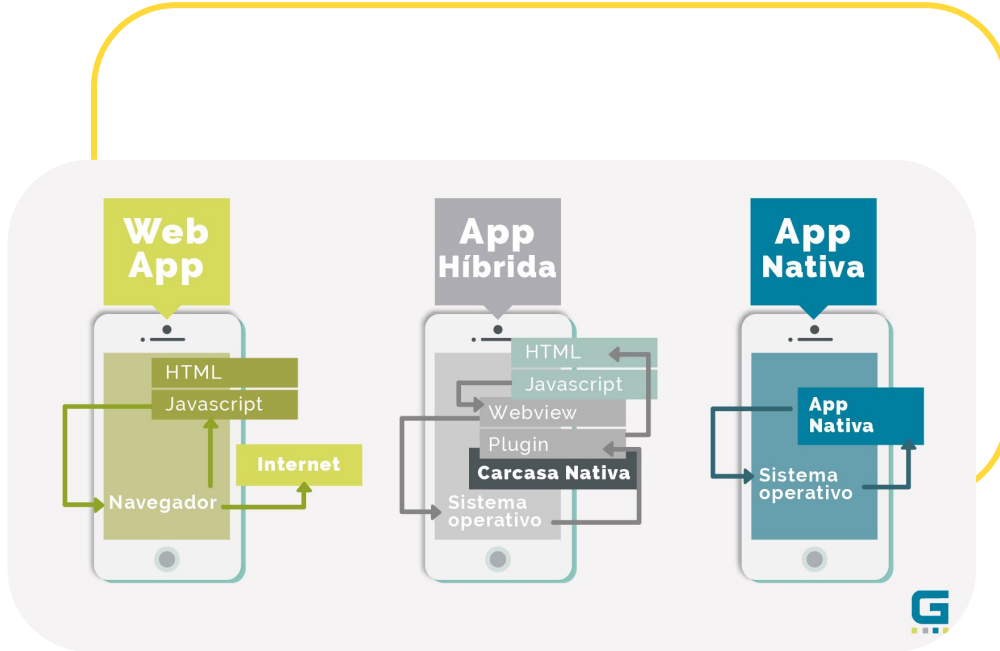 Web
App
HTML
Javascript
Internet
Navegador
App
Híbrida
HTML
Javascript
Webview
Plugin
Carcasa Nativa
Sistema
operativo
App
Nativa
App
Nativa
Sistema
operativo
G